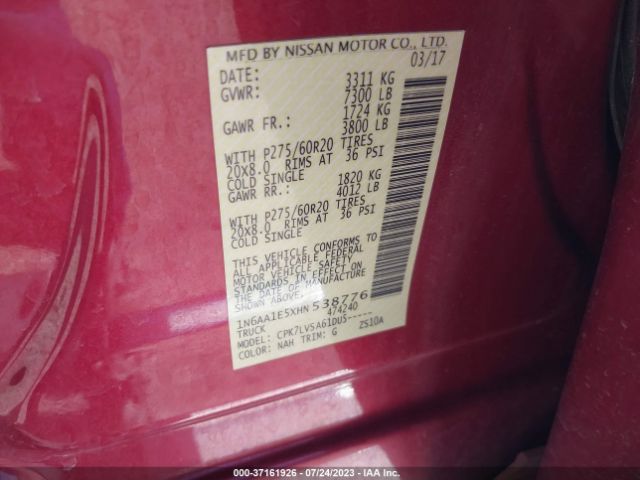 MFD BY NISSAN MOTOR CO., LTD.
DATE: 03/17
GVWR: 3311 KG
7300 LB
GAWR FR.: 1724 KG
3800 LB
WITH P275/60R20 TIRES
20X8.0 RIMS AT 36 PSI
COLD SINGLE
GAWR RR.: 1820 KG
4012 LB
WITH P275/60R20 TIRES
20X8.0 RIMS AT 36 PSI
COLD SINGLE
THIS VEHICLE CONFORMS TO
ALL APPLICABLE FEDERAL
MOTOR VEHICLE SAFETY
STANDARDS IN EFFECT ON
THE DATE OF MANUFACTURE
SHOWN ABOVE.
1N6AA1E5XHN538776
TRUCK 474240
MODEL: CPK7LVSA61DUS-----
COLOR: NAH TRIM: G ZS10A
000-37161926 / 07/24/2023 / IAA Inc.